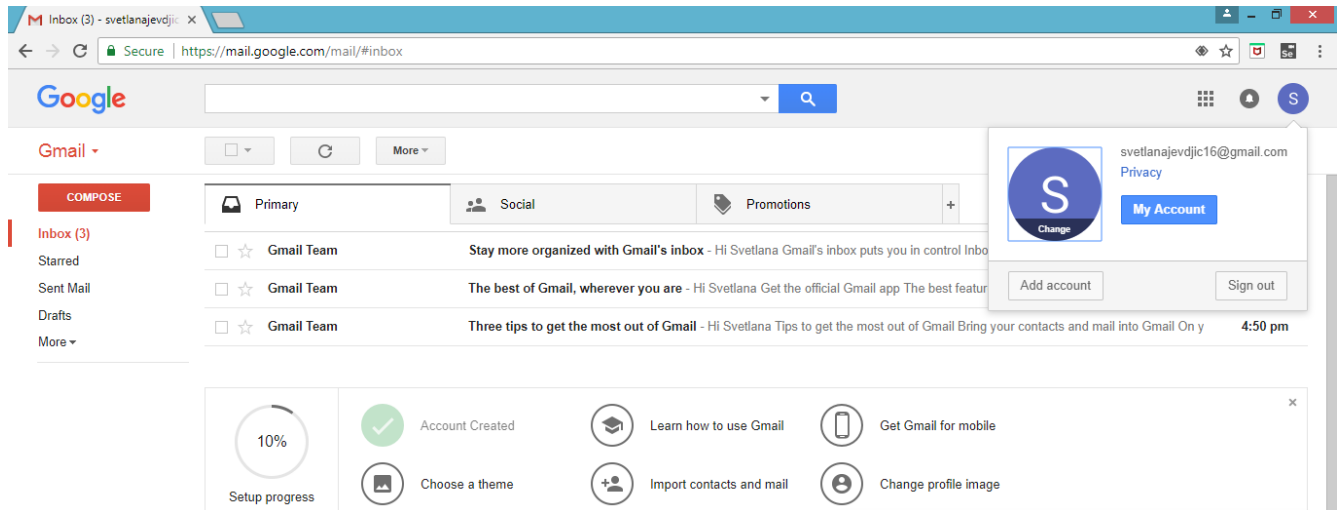 Inbox (3) - svetlanajevdjic
Secure https://mail.google.com/mail/#inbox
Google
S
Gmail
More
svetlanajevdjic16@gmail.com
Privacy
S
My Account
Change
Add account
Sign out
COMPOSE
Inbox (3)
Starred
Sent Mail
Drafts
More
Primary
Social
Promotions
+
Gmail Team Stay more organized with Gmail's inbox - Hi Svetlana Gmail's inbox puts you in control Inbo
Gmail Team The best of Gmail, wherever you are - Hi Svetlana Get the official Gmail app The best featur
Gmail Team Three tips to get the most out of Gmail - Hi Svetlana Tips to get the most out of Gmail Bring your contacts and mail into Gmail On y 4:50 pm
10%
Setup progress
Account Created
Learn how to use Gmail
Get Gmail for mobile
Choose a theme
Import contacts and mail
Change profile image